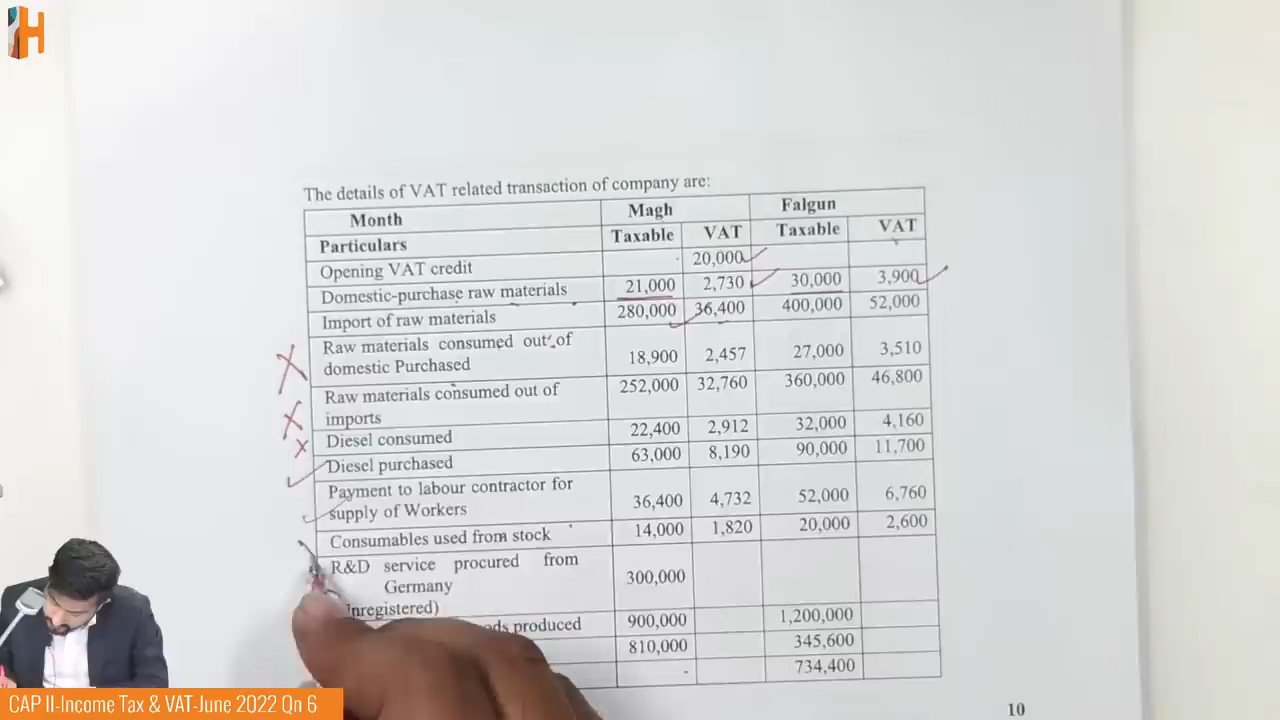 H
The details of VAT related transaction of company are:
Month Magh Falgun
Particulars Taxable VAT Taxable VAT
Opening VAT credit 20,000
Domestic-purchase raw materials 21,000 2,730 30,000 3,900
Import of raw materials 280,000 36,400 400,000 52,000
Raw materials consumed out of
domestic Purchased 18,900 2,457 27,000 3,510
Raw materials consumed out of
imports 252,000 32,760 360,000 46,800
Diesel consumed 22,400 2,912 32,000 4,160
Diesel purchased 63,000 8,190 90,000 11,700
Payment to labour contractor for
supply of Workers 36,400 4,732 52,000 6,760
Consumables used from stock 14,000 1,820 20,000 2,600
R&D service procured from
Germany 300,000
produced 900,000 1,200,000
810,000 345,600
- 734,400
10
CAP II-Income Tax & VAT-June 2022 Qn 6